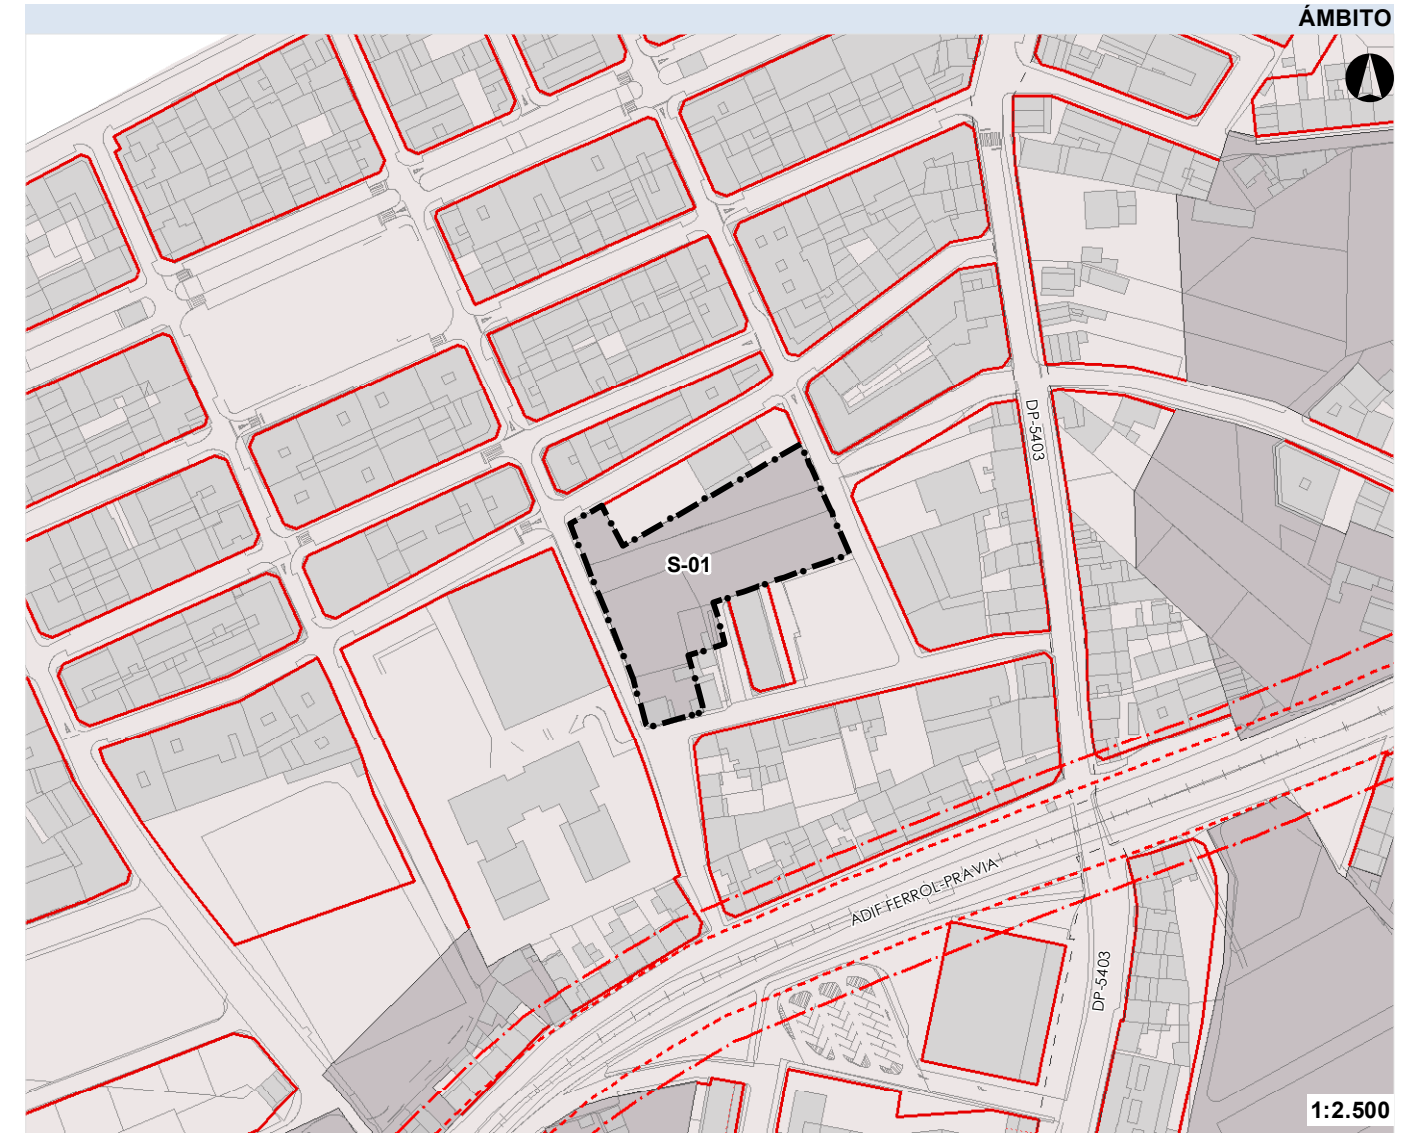 ÁMBITO
DP-5403
S-01
ADIF FERROL-PRAVIA
DP-5403
1:2.500